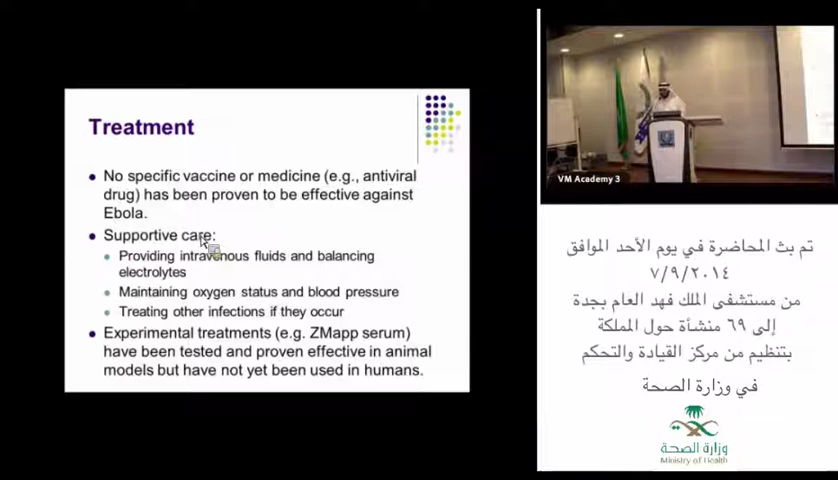 Treatment
No specific vaccine or medicine (e.g., antiviral
drug) has been proven to be effective against
Ebola.
Supportive care:
Providing intravenous fluids and balancing
electrolytes
Maintaining oxygen status and blood pressure
Treating other infections if they occur
Experimental treatments (e.g. ZMapp serum)
have been tested and proven effective in animal
models but have not yet been used in humans.
VM Academy 3
تم بث المحاضرة في يوم الأحد الموافق
٧/٩/٢٠١٤
من مستشفى الملك فهد العام بجدة
إلى ٦٩ منشأة حول المملكة
بتنظيم من مركز القيادة والتحكم
في وزارة الصحة
وزارة الصحة
Ministry of Health